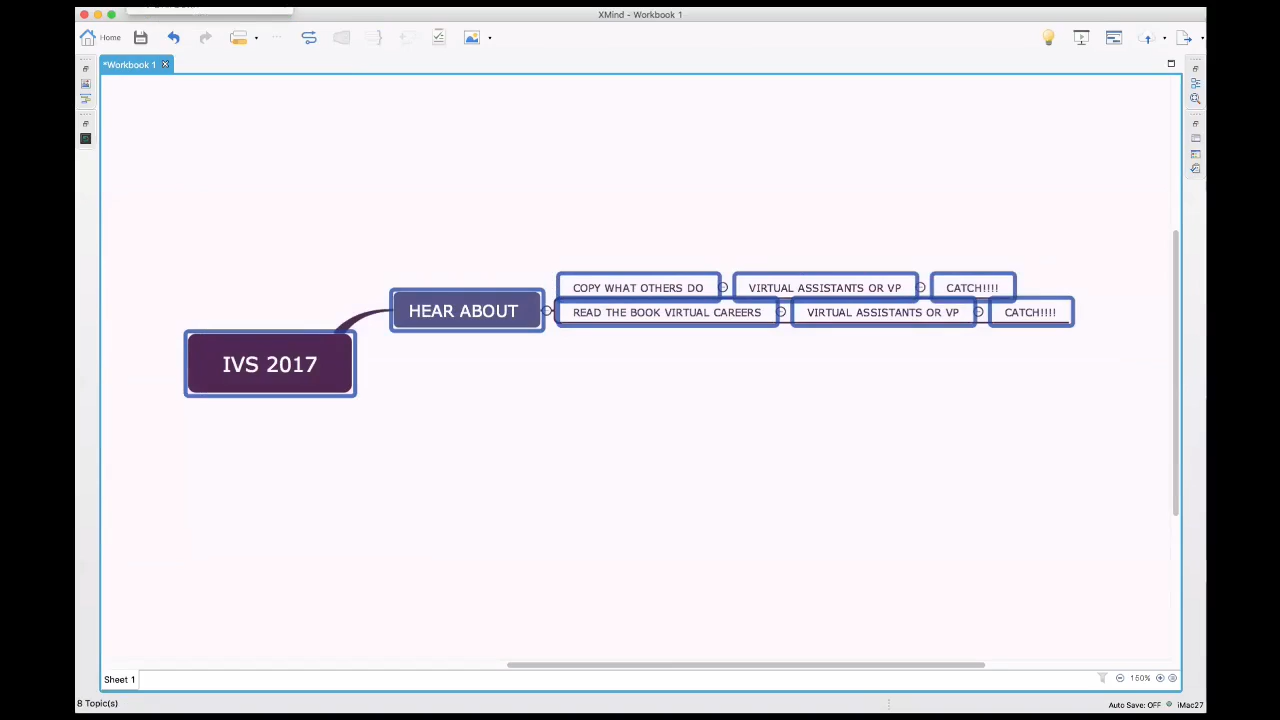 XMind - Workbook 1
Home
*Workbook 1
COPY WHAT OTHERS DO VIRTUAL ASSISTANTS OR VP CATCH!!!!
HEAR ABOUT
READ THE BOOK VIRTUAL CAREERS VIRTUAL ASSISTANTS OR VP CATCH!!!!
IVS 2017
Sheet 1
150%
8 Topic(s)
Auto Save: OFF iMac27